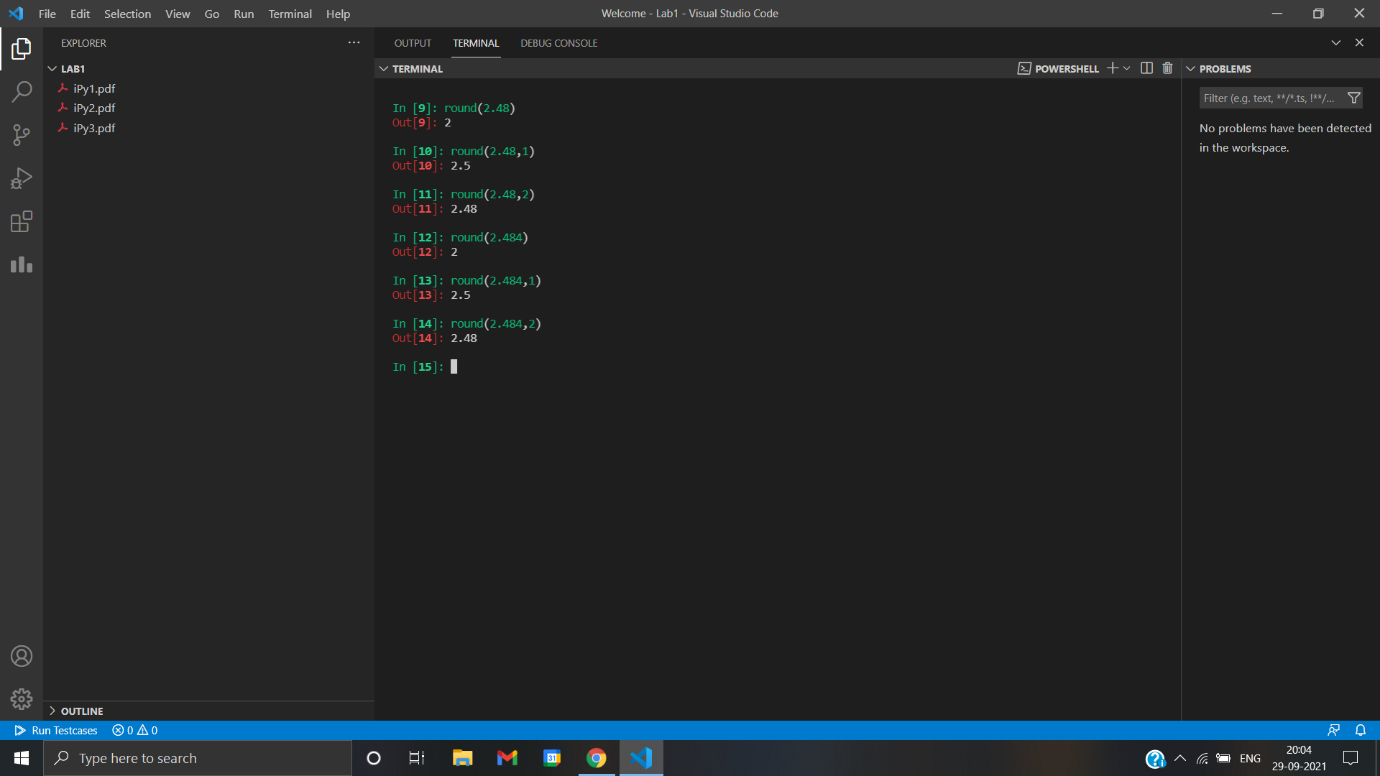 File Edit Selection View Go Run Terminal Help
Welcome - Lab1 - Visual Studio Code
EXPLORER
LAB1
iPy1.pdf
iPy2.pdf
iPy3.pdf
OUTLINE
OUTPUT TERMINAL DEBUG CONSOLE
TERMINAL
POWERSHELL
In [9]: round(2.48)
Out[9]: 2
In [10]: round(2.48,1)
Out[10]: 2.5
In [11]: round(2.48,2)
Out[11]: 2.48
In [12]: round(2.484)
Out[12]: 2
In [13]: round(2.484,1)
Out[13]: 2.5
In [14]: round(2.484,2)
Out[14]: 2.48
In [15]:
PROBLEMS
Filter (e.g. text, **/*.ts, !**/...
No problems have been detected
in the workspace.
Run Testcases 0 0
Type here to search
31
ENG
20:04
29-09-2021